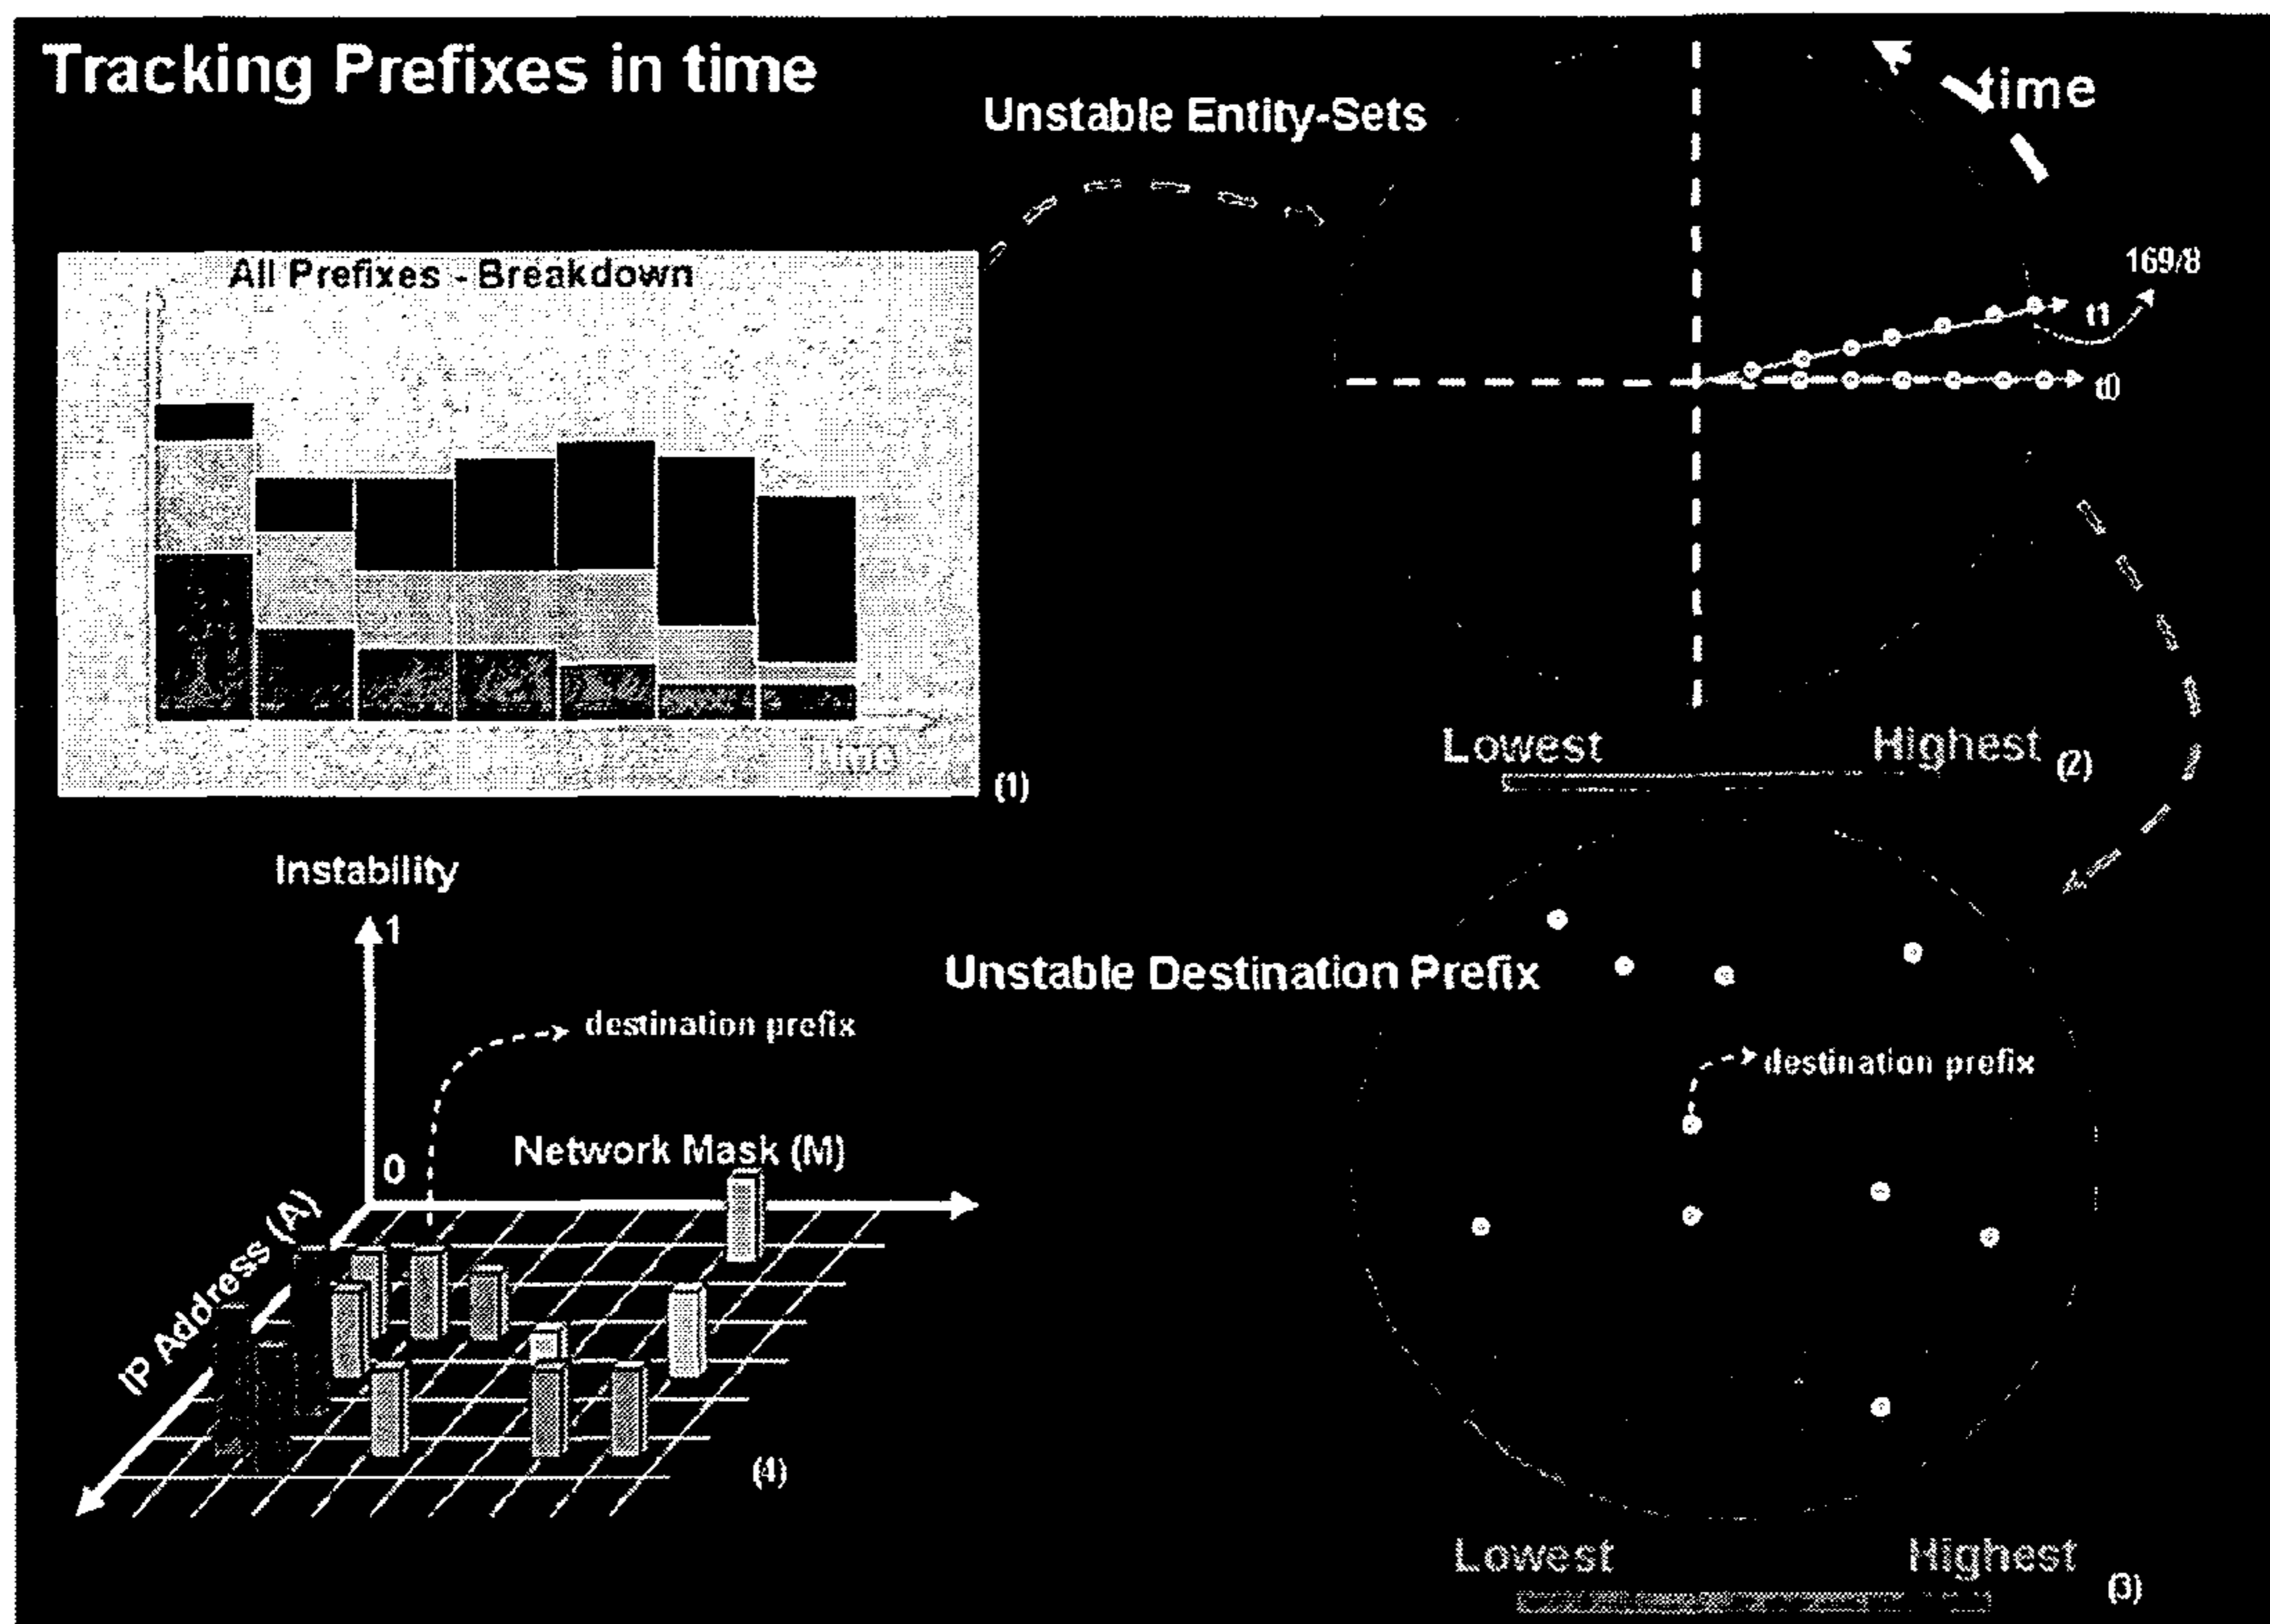 Tracking Prefixes in time
Unstable Entity-Sets
time
All Prefixes - Breakdown
Time
(1)
169/8
t1
t0
Lowest
Highest
(2)
Instability
1
destination prefix
0
Network Mask (M)
IP Address (A)
(4)
Unstable Destination Prefix
destination prefix
Lowest
Highest
(3)